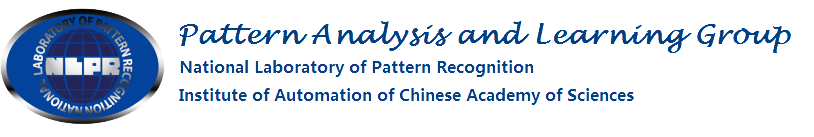 Pattern Analysis and Learning Group
National Laboratory of Pattern Recognition
Institute of Automation of Chinese Academy of Sciences
NATIONAL LABORATORY OF PATTERN RECOGNITION
NLPR